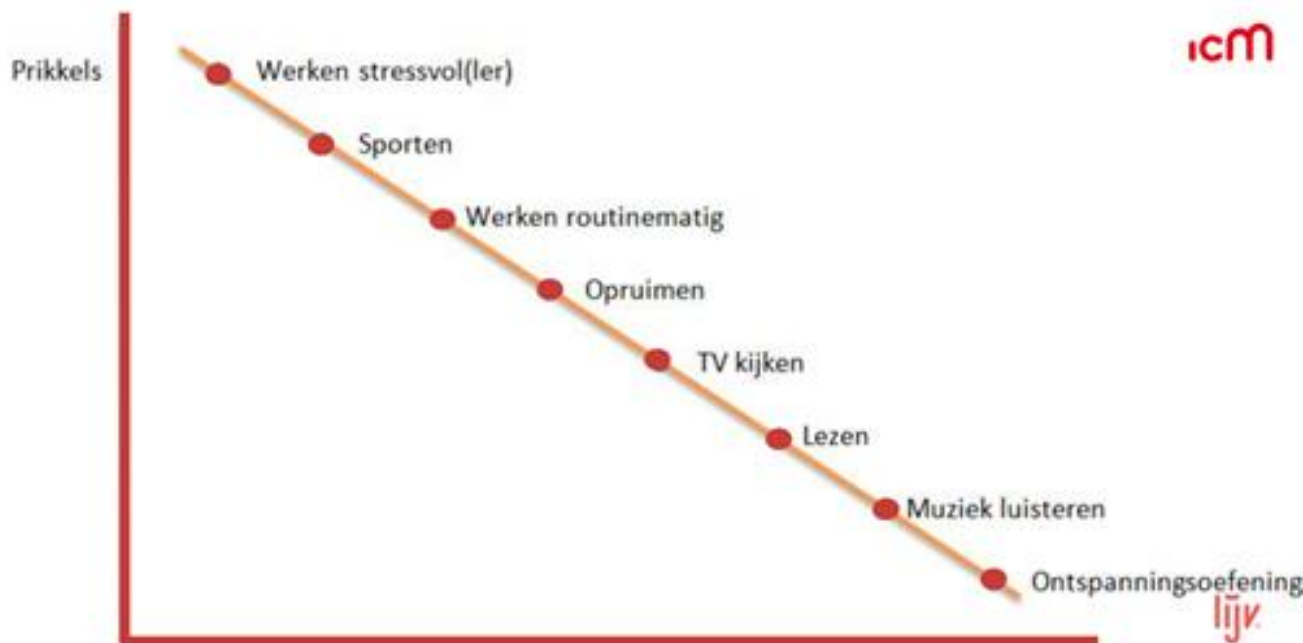 icm
Prikkels
Werken stressvol(ler)
Sporten
Werken routinematig
Opruimen
TV kijken
Lezen
Muziek luisteren
Ontspanningsoefening
lijv.